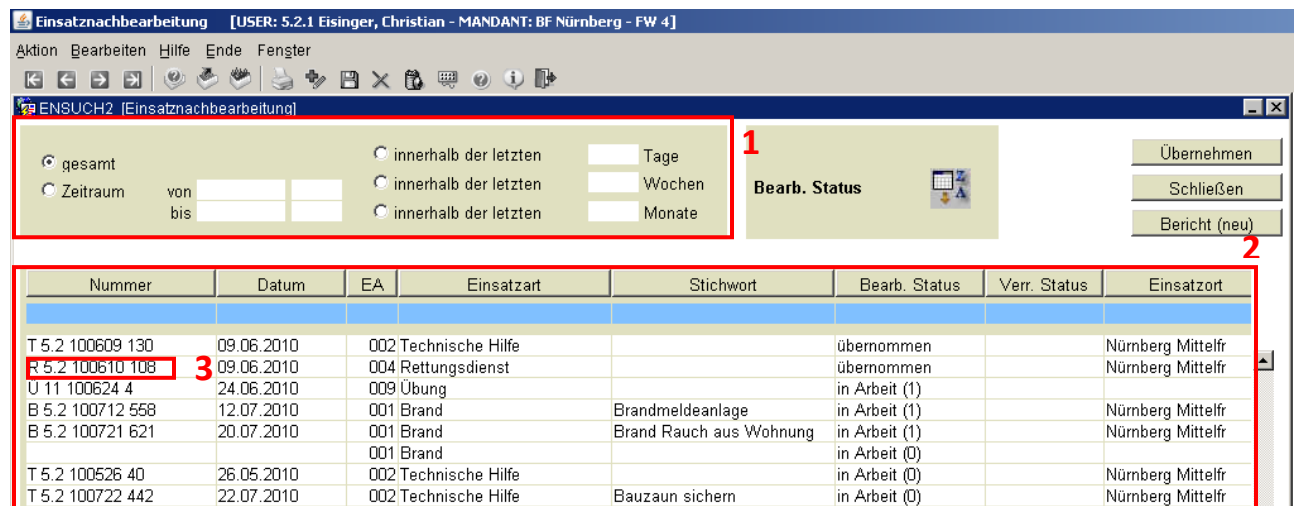 Einsatznachbearbeitung [USER: 5.2.1 Eisinger, Christian - MANDANT: BF Nürnberg - FW 4]
Aktion Bearbeiten Hilfe Ende Fenster
ENSUCH2 [Einsatznachbearbeitung]
1
gesamt innerhalb der letzten Tage Übernehmen
Zeitraum von innerhalb der letzten Wochen Bearb. Status Schließen
bis innerhalb der letzten Monate Bericht (neu)
2
Nummer Datum EA Einsatzart Stichwort Bearb. Status Verr. Status Einsatzort
T 5.2 100609 130 09.06.2010 002 Technische Hilfe übernommen Nürnberg Mittelfr
R 5.2 100610 108 3 09.06.2010 004 Rettungsdienst übernommen Nürnberg Mittelfr
Ü 11 100624 4 24.06.2010 009 Übung in Arbeit (1)
B 5.2 100712 558 12.07.2010 001 Brand Brandmeldeanlage in Arbeit (1) Nürnberg Mittelfr
B 5.2 100721 621 20.07.2010 001 Brand Brand Rauch aus Wohnung in Arbeit (1) Nürnberg Mittelfr
001 Brand in Arbeit (0)
T 5.2 100526 40 26.05.2010 002 Technische Hilfe in Arbeit (0) Nürnberg Mittelfr
T 5.2 100722 442 22.07.2010 002 Technische Hilfe Bauzaun sichern in Arbeit (0) Nürnberg Mittelfr